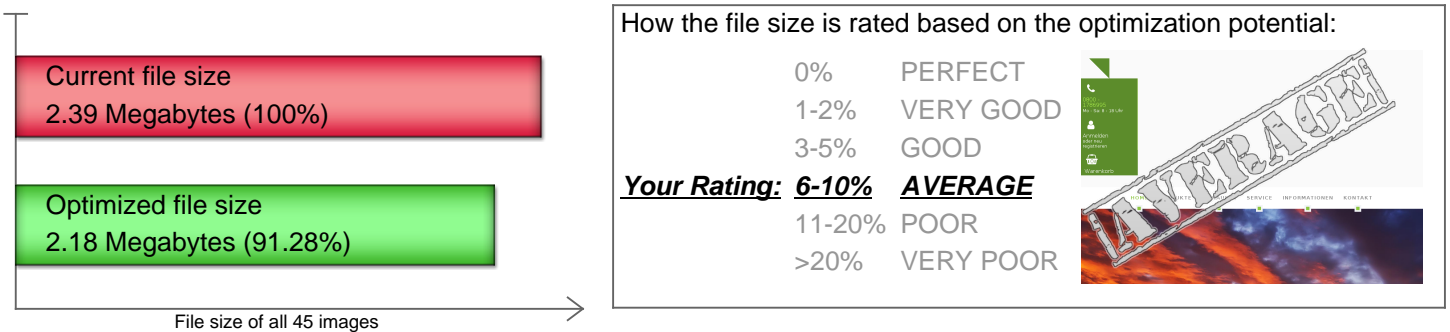 Current file size
2.39 Megabytes (100%)
Optimized file size
2.18 Megabytes (91.28%)
File size of all 45 images
How the file size is rated based on the optimization potential:
0% PERFECT
1-2% VERY GOOD
3-5% GOOD
Your Rating: 6-10% AVERAGE
11-20% POOR
>20% VERY POOR
AVERAGE!
Anmelden
oder neu
registrieren
Warenkorb
SERVICE INFORMATIONEN KONTAKT